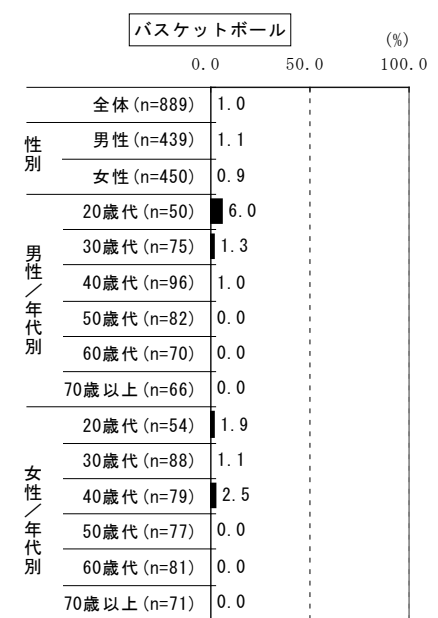 バスケットボール
(%)
0.0 50.0 100.0
全体(n=889) 1.0
性別
男性(n=439) 1.1
女性(n=450) 0.9
男性／年代別
20歳代(n=50) 6.0
30歳代(n=75) 1.3
40歳代(n=96) 1.0
50歳代(n=82) 0.0
60歳代(n=70) 0.0
70歳以上(n=66) 0.0
女性／年代別
20歳代(n=54) 1.9
30歳代(n=88) 1.1
40歳代(n=79) 2.5
50歳代(n=77) 0.0
60歳代(n=81) 0.0
70歳以上(n=71) 0.0